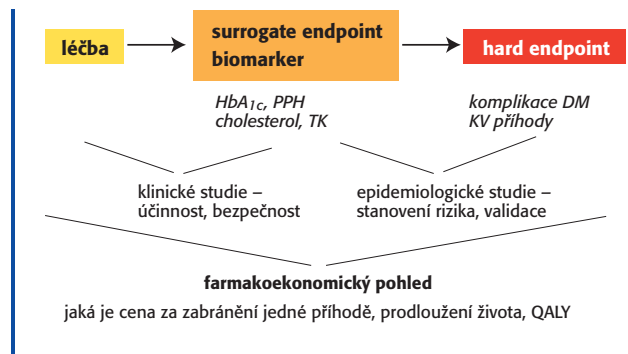 léčba
surrogate endpoint
biomarker
hard endpoint
HbA1c, PPH
cholesterol, TK
komplikace DM
KV příhody
klinické studie –
účinnost, bezpečnost
epidemiologické studie –
stanovení rizika, validace
farmakoekonomický pohled
jaká je cena za zabránění jedné příhodě, prodloužení života, QALY